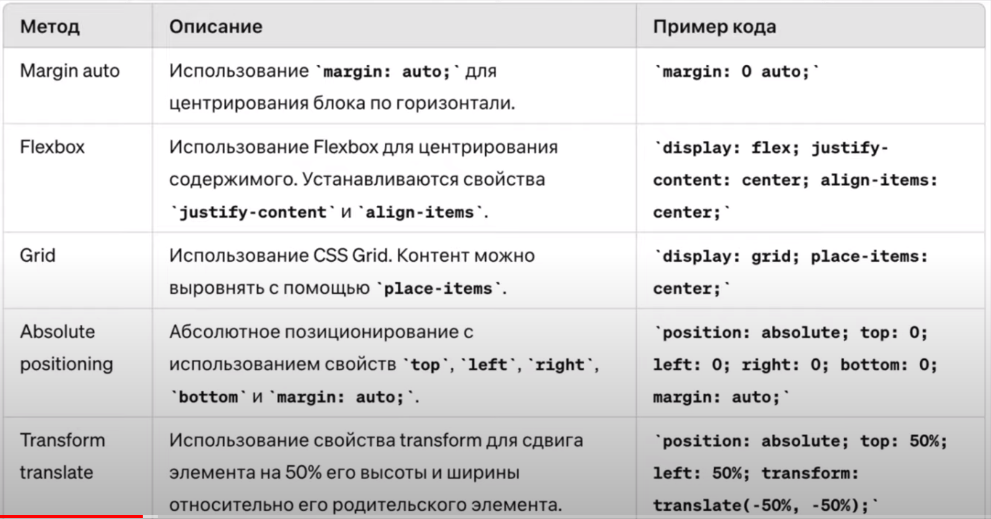 Метод Описание Пример кода
Margin auto Использование `margin: auto;` для `margin: 0 auto;`
центрирования блока по горизонтали.
Flexbox Использование Flexbox для центрирования `display: flex; justify-
содержимого. Устанавливаются свойства content: center; align-items:
`justify-content` и `align-items`. center;`
Grid Использование CSS Grid. Контент можно `display: grid; place-items:
выровнять с помощью `place-items`. center;`
Absolute Абсолютное позиционирование с `position: absolute; top: 0;
positioning использованием свойств `top`, `left`, `right`, left: 0; right: 0; bottom: 0;
`bottom` и `margin: auto;`. margin: auto;`
Transform Использование свойства transform для сдвига `position: absolute; top: 50%;
translate элемента на 50% его высоты и ширины left: 50%; transform:
относительно его родительского элемента. translate(-50%, -50%);`